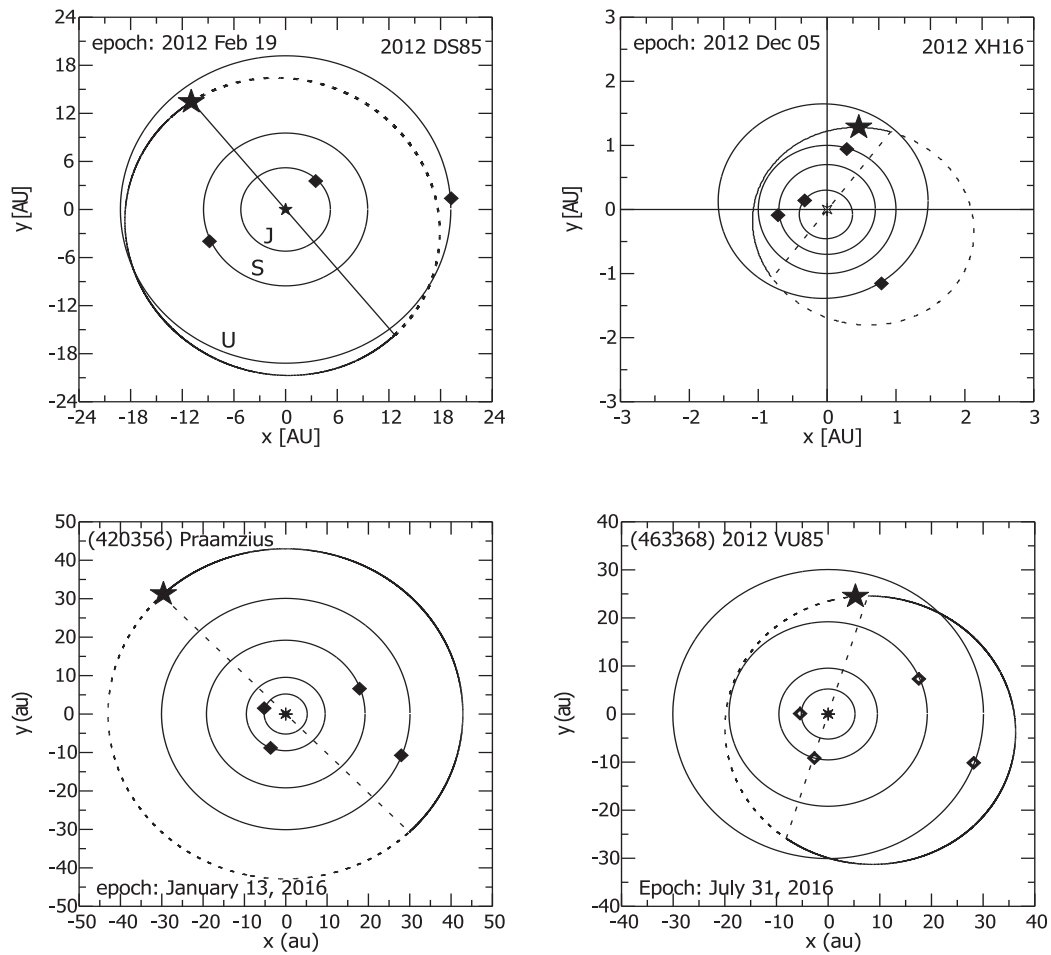 24
18
12
6
0
-6
-12
-18
-24
y [AU]
epoch: 2012 Feb 19
2012 DS85
J
S
U
-24 -18 -12 -6 0 6 12 18 24
x [AU]
3
2
1
0
-1
-2
-3
y [AU]
epoch: 2012 Dec 05
2012 XH16
-3 -2 -1 0 1 2 3
x [AU]
50
40
30
20
10
0
-10
-20
-30
-40
-50
y (au)
(420356) Praamzius
epoch: January 13, 2016
-50 -40 -30 -20 -10 0 10 20 30 40 50
x (au)
40
30
20
10
0
-10
-20
-30
-40
y (au)
(463368) 2012 VU85
Epoch: July 31, 2016
-40 -30 -20 -10 0 10 20 30 40
x (au)